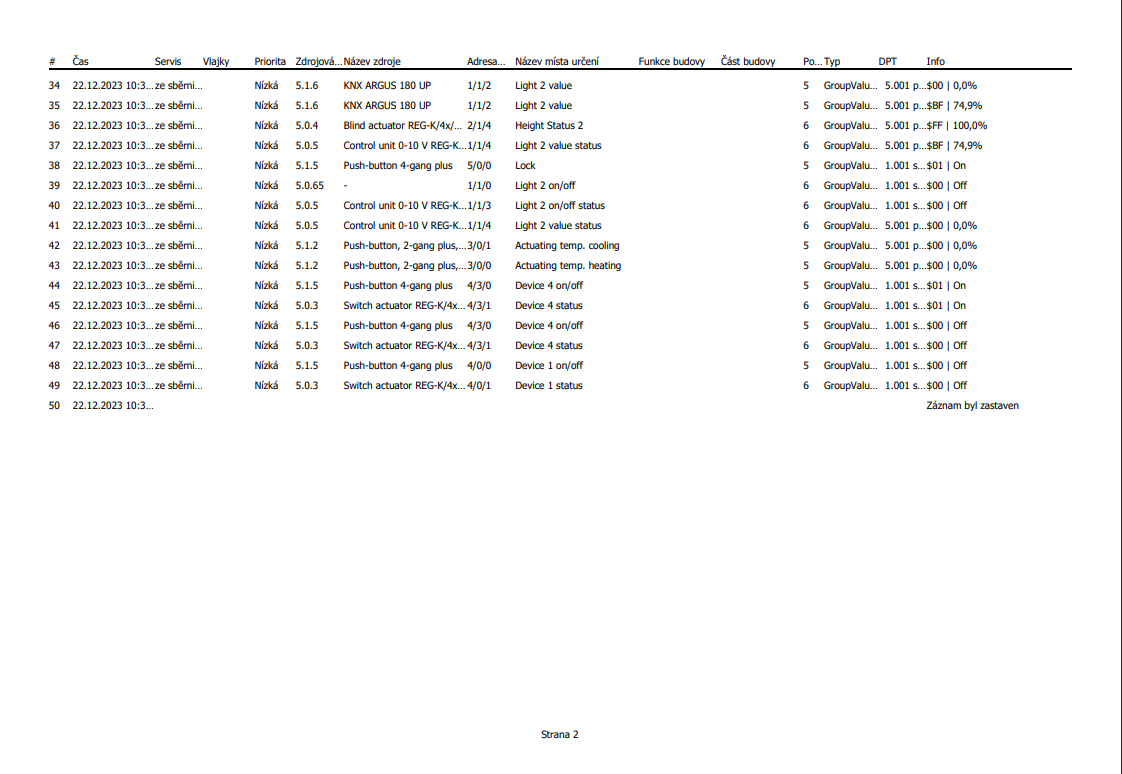 # Čas Servis Vlajky Priorita Zdrojová... Název zdroje Adresa... Název místa určení Funkce budovy Část budovy Po... Typ DPT Info
34 22.12.2023 10:3... ze sběrni... Nízká 5.1.6 KNX ARGUS 180 UP 1/1/2 Light 2 value 5 GroupValu... 5.001 p... $00 | 0,0%
35 22.12.2023 10:3... ze sběrni... Nízká 5.1.6 KNX ARGUS 180 UP 1/1/2 Light 2 value 5 GroupValu... 5.001 p... $BF | 74,9%
36 22.12.2023 10:3... ze sběrni... Nízká 5.0.4 Blind actuator REG-K/4x/... 2/1/4 Height Status 2 6 GroupValu... 5.001 p... $FF | 100,0%
37 22.12.2023 10:3... ze sběrni... Nízká 5.0.5 Control unit 0-10 V REG-K... 1/1/4 Light 2 value status 6 GroupValu... 5.001 p... $BF | 74,9%
38 22.12.2023 10:3... ze sběrni... Nízká 5.1.5 Push-button 4-gang plus 5/0/0 Lock 5 GroupValu... 1.001 s... $01 | On
39 22.12.2023 10:3... ze sběrni... Nízká 5.0.65 - 1/1/0 Light 2 on/off 6 GroupValu... 1.001 s... $00 | Off
40 22.12.2023 10:3... ze sběrni... Nízká 5.0.5 Control unit 0-10 V REG-K... 1/1/3 Light 2 on/off status 6 GroupValu... 1.001 s... $00 | Off
41 22.12.2023 10:3... ze sběrni... Nízká 5.0.5 Control unit 0-10 V REG-K... 1/1/4 Light 2 value status 6 GroupValu... 5.001 p... $00 | 0,0%
42 22.12.2023 10:3... ze sběrni... Nízká 5.1.2 Push-button, 2-gang plus,... 3/0/1 Actuating temp. cooling 5 GroupValu... 5.001 p... $00 | 0,0%
43 22.12.2023 10:3... ze sběrni... Nízká 5.1.2 Push-button, 2-gang plus,... 3/0/0 Actuating temp. heating 5 GroupValu... 5.001 p... $00 | 0,0%
44 22.12.2023 10:3... ze sběrni... Nízká 5.1.5 Push-button 4-gang plus 4/3/0 Device 4 on/off 5 GroupValu... 1.001 s... $01 | On
45 22.12.2023 10:3... ze sběrni... Nízká 5.0.3 Switch actuator REG-K/4x... 4/3/1 Device 4 status 6 GroupValu... 1.001 s... $01 | On
46 22.12.2023 10:3... ze sběrni... Nízká 5.1.5 Push-button 4-gang plus 4/3/0 Device 4 on/off 5 GroupValu... 1.001 s... $00 | Off
47 22.12.2023 10:3... ze sběrni... Nízká 5.0.3 Switch actuator REG-K/4x... 4/3/1 Device 4 status 6 GroupValu... 1.001 s... $00 | Off
48 22.12.2023 10:3... ze sběrni... Nízká 5.1.5 Push-button 4-gang plus 4/0/0 Device 1 on/off 5 GroupValu... 1.001 s... $00 | Off
49 22.12.2023 10:3... ze sběrni... Nízká 5.0.3 Switch actuator REG-K/4x... 4/0/1 Device 1 status 6 GroupValu... 1.001 s... $00 | Off
50 22.12.2023 10:3... Záznam byl zastaven
Strana 2